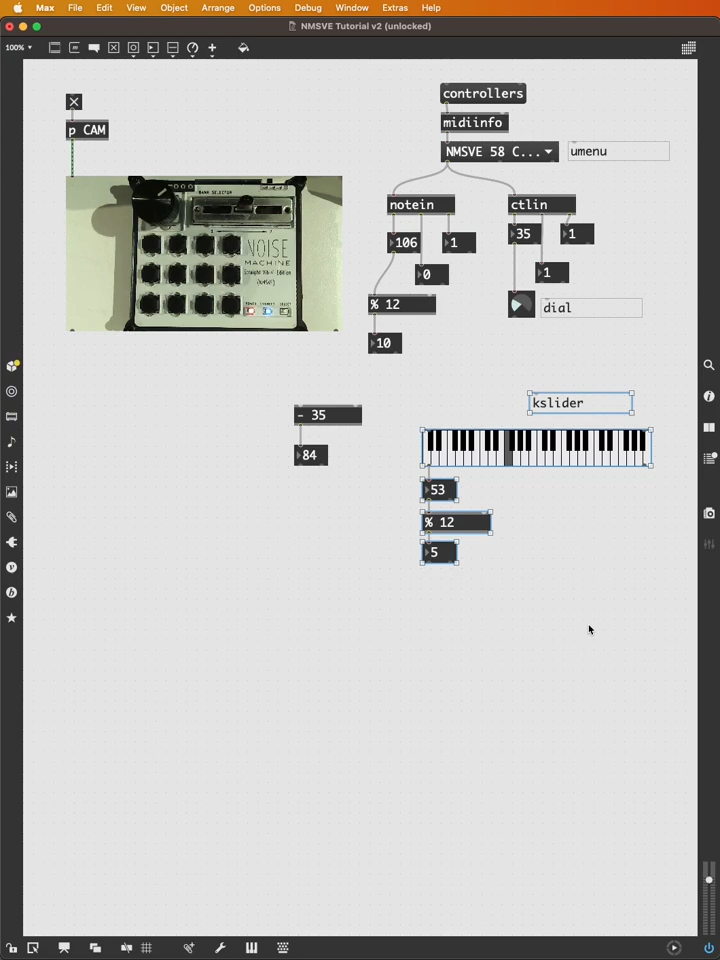 Max File Edit View Object Arrange Options Debug Window Extras Help
NMSVE Tutorial v2 (unlocked)
100%
p CAM
BANK SELECTOR
NOISE
MACHINE
controllers
midiinfo
NMSVE 58 C...
umenu
notein
ctlin
106
1
35
1
0
1
% 12
dial
10
- 35
84
kslider
53
% 12
5